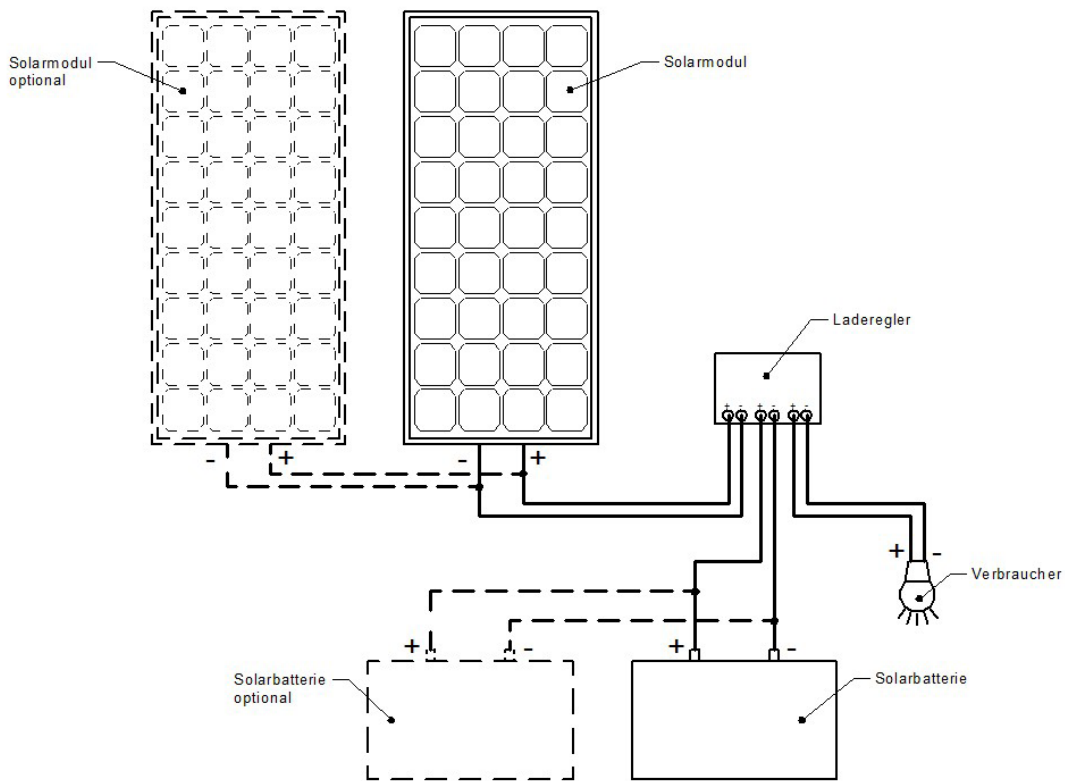 Solarmodul
optional
Solarmodul
Laderegler
+ - + - + -
- +
- +
+ -
Verbraucher
+ -
+ -
Solarbatterie
optional
Solarbatterie